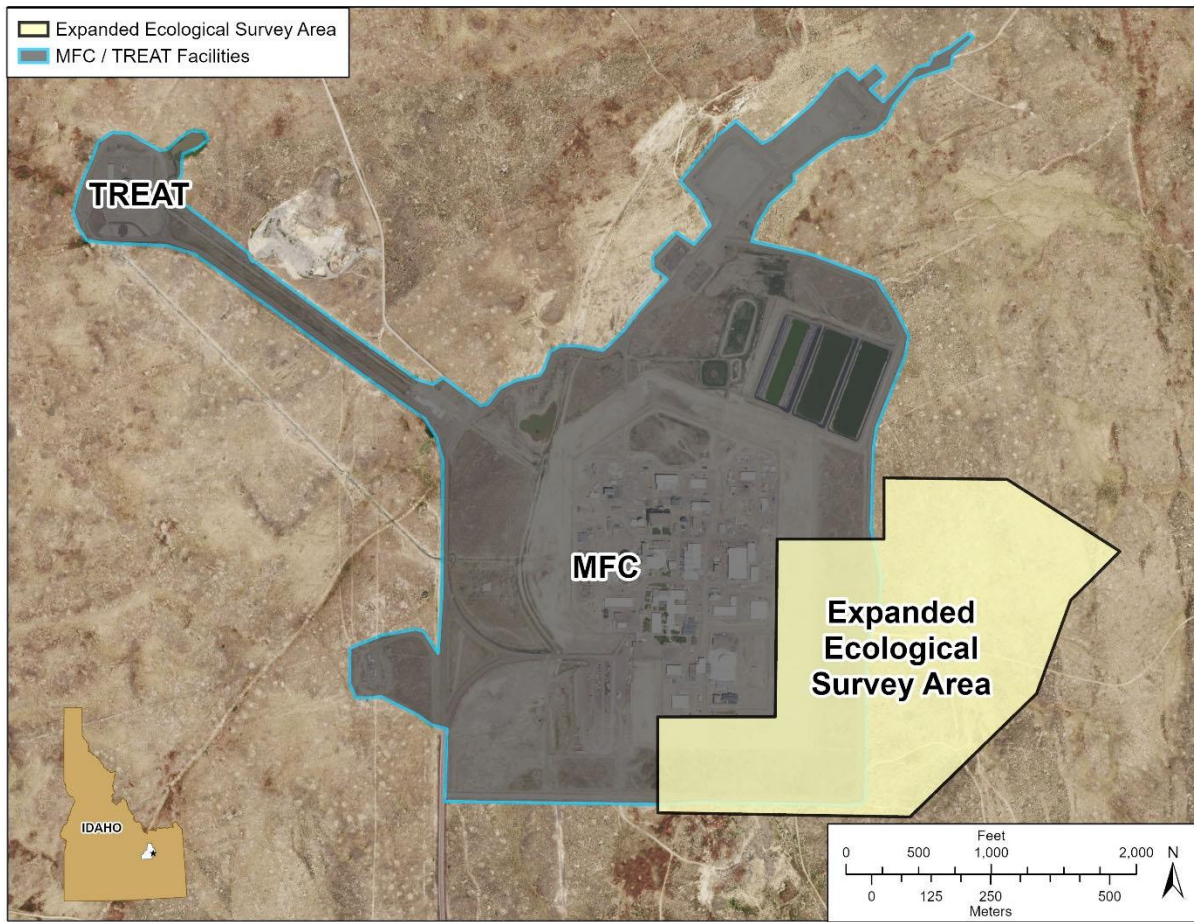 Expanded Ecological Survey Area
MFC / TREAT Facilities
TREAT
MFC
Expanded
Ecological
Survey Area
IDAHO
Feet
0 500 1,000 2,000
N
0 125 250 500
Meters